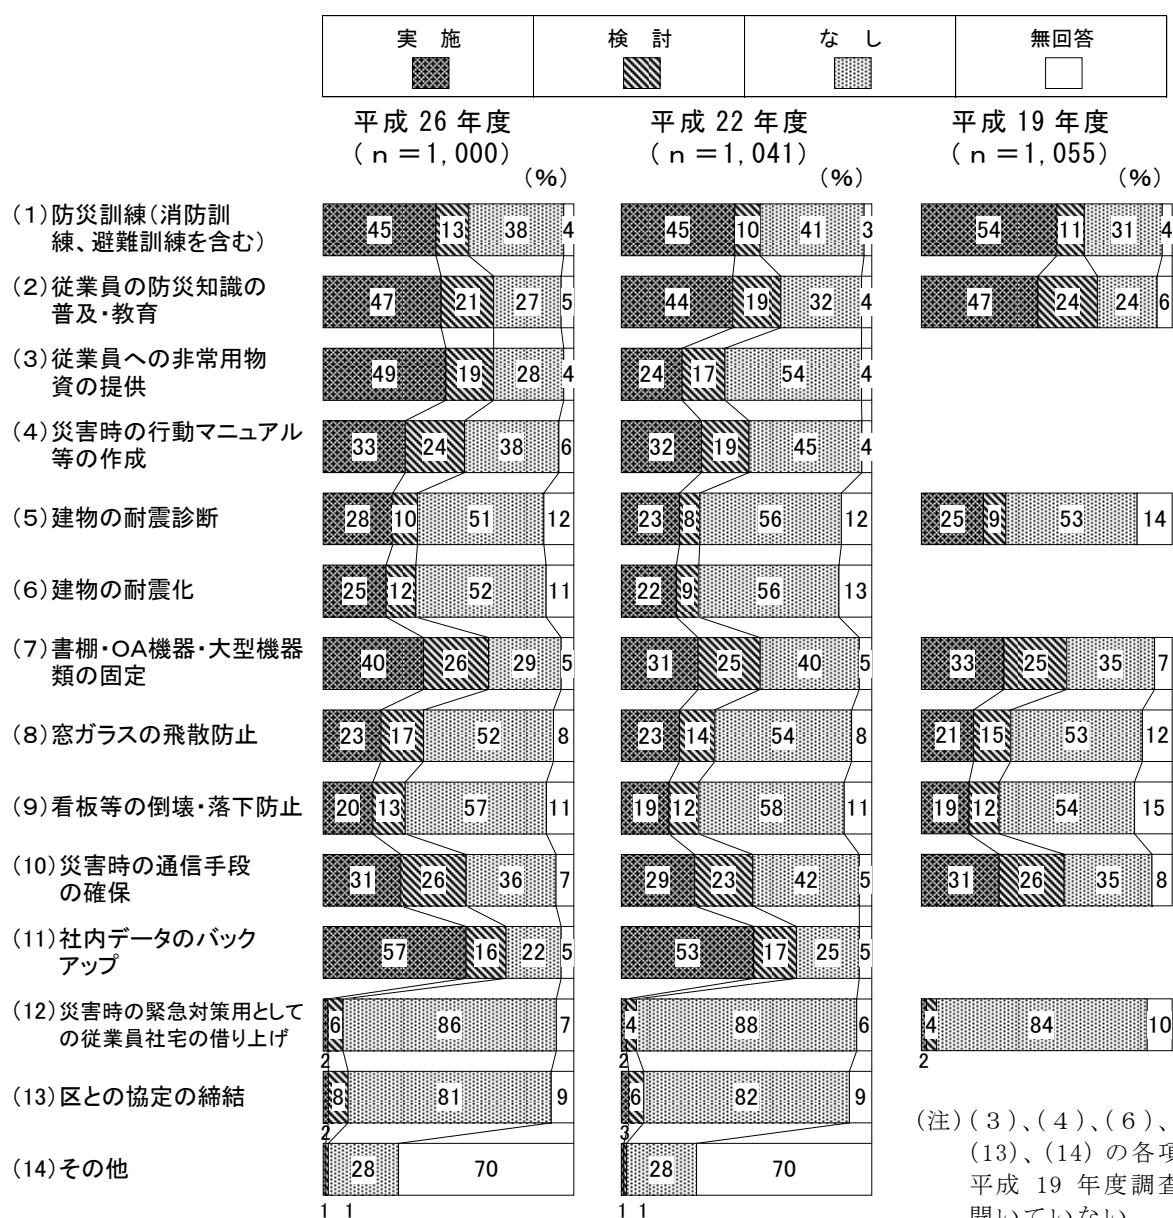 実 施 検 討 な し 無回答
平成 26 年度 平成 22 年度 平成 19 年度
(ｎ＝1,000) (ｎ＝1,041) (ｎ＝1,055)
(%) (%) (%)
(1)防災訓練(消防訓
練、避難訓練を含む)
45 13 38 4 45 10 41 3 54 11 31 4
(2)従業員の防災知識の
普及・教育
47 21 27 5 44 19 32 4 47 24 24 6
(3)従業員への非常用物
資の提供
49 19 28 4 24 17 54 4
(4)災害時の行動マニュアル
等の作成
33 24 38 6 32 19 45 4
(5)建物の耐震診断
28 10 51 12 23 8 56 12 25 9 53 14
(6)建物の耐震化
25 12 52 11 22 9 56 13
(7)書棚・OA機器・大型機器
類の固定
40 26 29 5 31 25 40 5 33 25 35 7
(8)窓ガラスの飛散防止
23 17 52 8 23 14 54 8 21 15 53 12
(9)看板等の倒壊・落下防止
20 13 57 11 19 12 58 11 19 12 54 15
(10)災害時の通信手段
の確保
31 26 36 7 29 23 42 5 31 26 35 8
(11)社内データのバック
アップ
57 16 22 5 53 17 25 5
(12)災害時の緊急対策用として
の従業員社宅の借り上げ
6 86 7 4 88 6 4 84 10
2 2 2
(13)区との協定の締結
8 81 9 6 82 9
2 3
(14)その他
28 70 28 70
1 1 1 1
(注)(３)、(４)、(６)、
(13)、(14) の各項
平成 19 年度調査
聞いていない